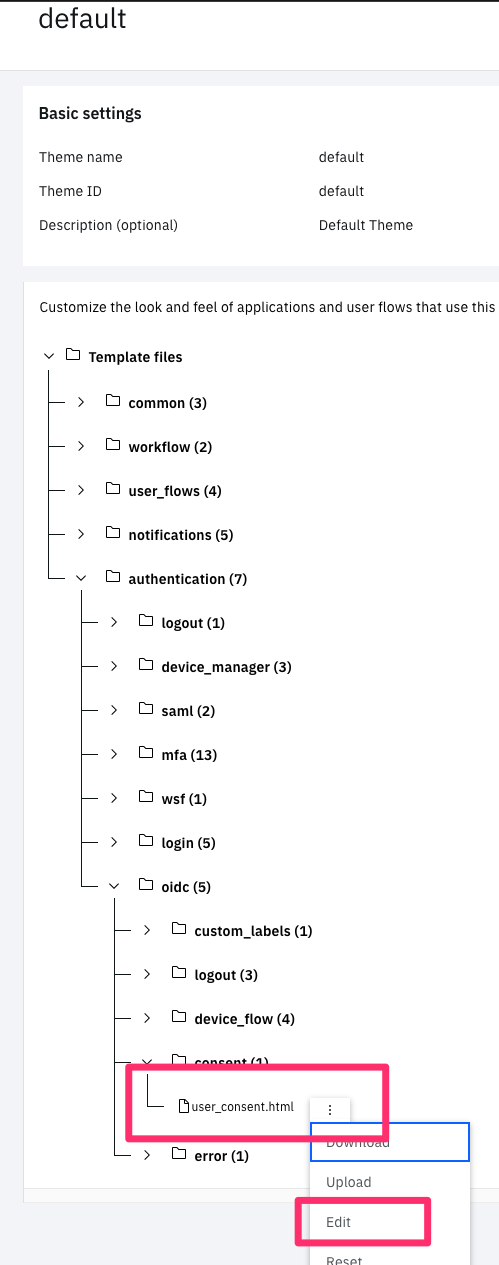 default
Basic settings
Theme name default
Theme ID default
Description (optional) Default Theme
Customize the look and feel of applications and user flows that use this
Template files
common (3)
workflow (2)
user_flows (4)
notifications (5)
authentication (7)
logout (1)
device_manager (3)
saml (2)
mfa (13)
wsf (1)
login (5)
oidc (5)
custom_labels (1)
logout (3)
device_flow (4)
consent (1)
user_consent.html
Download
error (1)
Upload
Edit
Reset